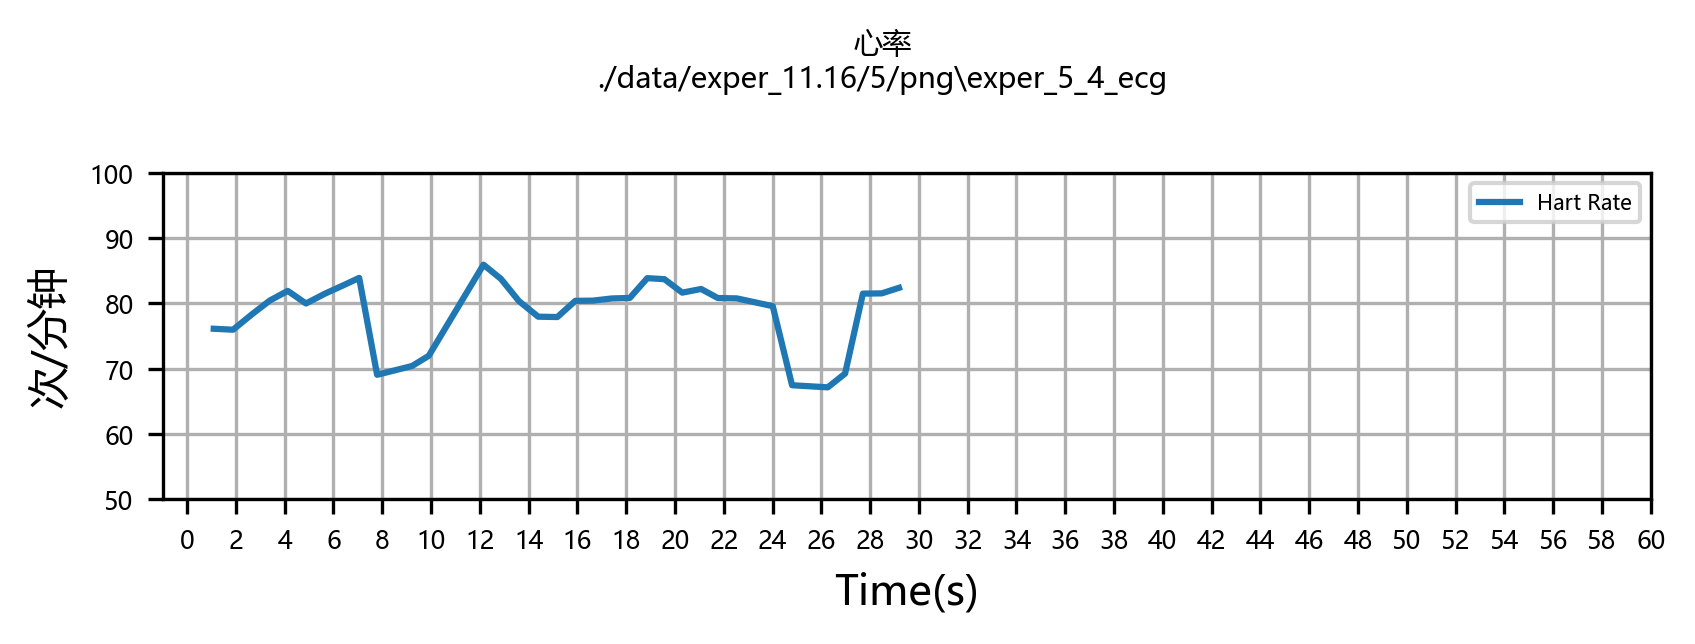 心率
./data/exper_11.16/5/png\exper_5_4_ecg
100
90
80
70
60
50
次/分钟
Hart Rate
0 2 4 6 8 10 12 14 16 18 20 22 24 26 28 30 32 34 36 38 40 42 44 46 48 50 52 54 56 58 60
Time(s)